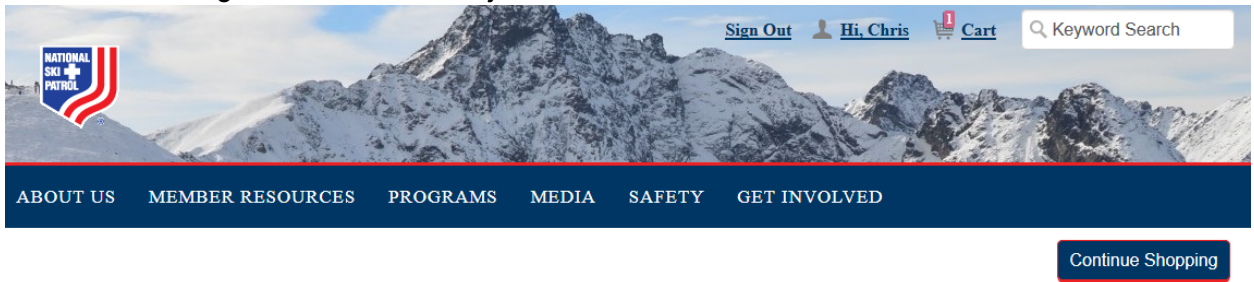 Sign Out Hi, Chris 1 Cart Keyword Search
NATIONAL
SKI
PATROL
®
ABOUT US MEMBER RESOURCES PROGRAMS MEDIA SAFETY GET INVOLVED
Continue Shopping